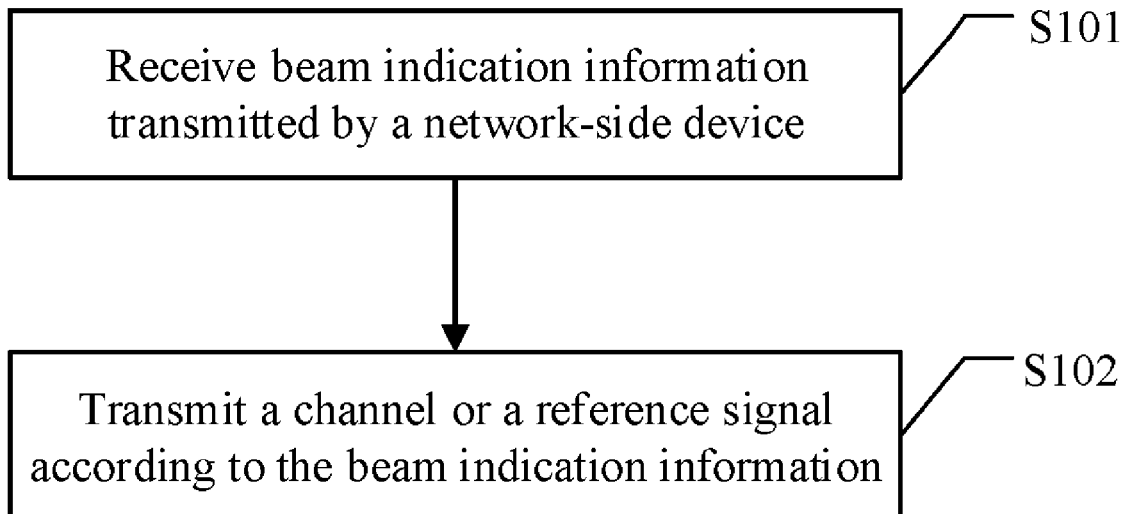 Receive beam indication information
transmitted by a network-side device
S101
Transmit a channel or a reference signal
according to the beam indication information
S102